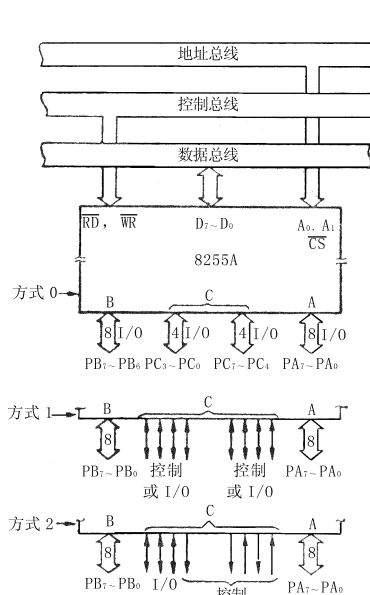 地址总线
控制总线
数据总线
RD, WR D₇~D₀ A₀, A₁
CS
8255A
方式 0
B C A
8 I/O 4 I/O 4 I/O 8 I/O
PB₇~PB₆ PC₃~PC₀ PC₇~PC₄ PA₇~PA₀
方式 1 B C A
8 8
PB₇~PB₀ 控制 控制 PA₇~PA₀
或 I/O 或 I/O
方式 2 B C A
8 8
PB₇~PB₀ I/O 控制 PA₇~PA₀